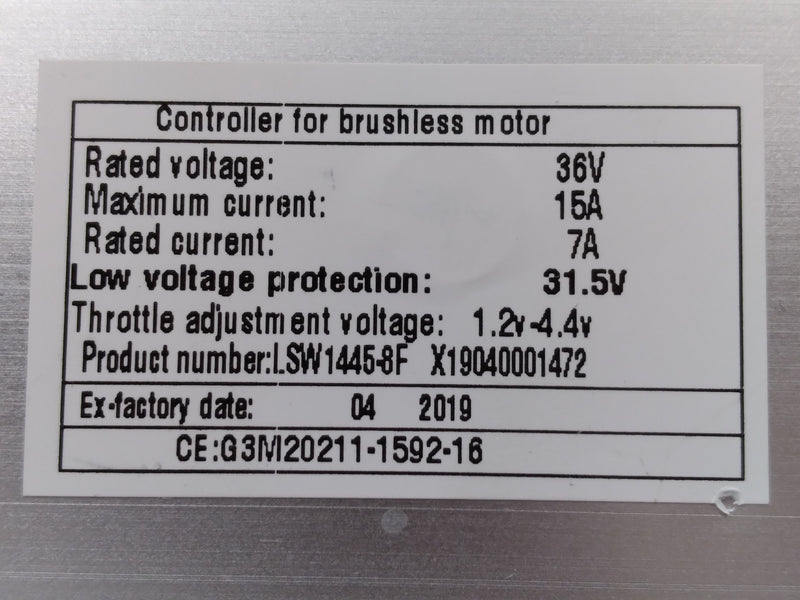 Controller for brushless motor
Rated voltage: 36V
Maximum current: 15A
Rated current: 7A
Low voltage protection: 31.5V
Throttle adjustment voltage: 1.2v-4.4v
Product number:LSW1445-8F X19040001472
Ex-factory date: 04 2019
CE:G3M20211-1592-16